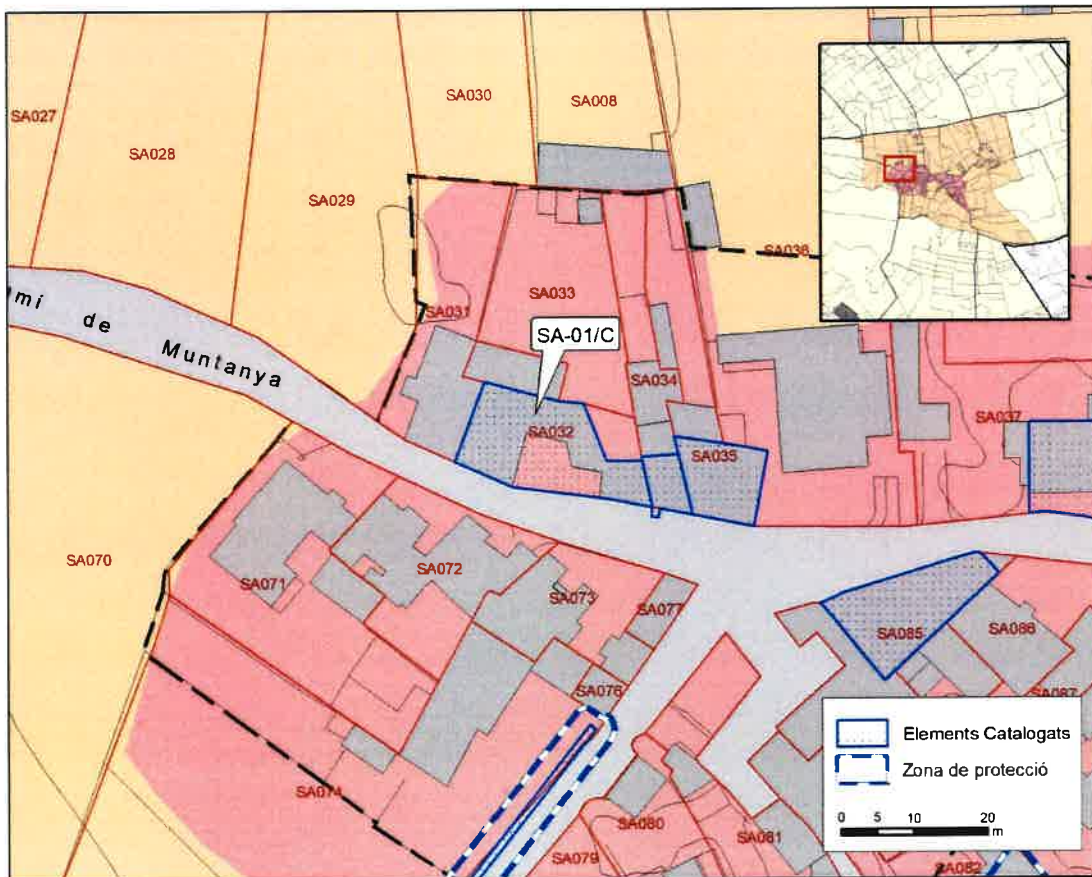 SA027
SA028
SA029
SA030
SA008
SA036
SA031
SA033
SA-01/C
SA034
SA032
SA035
SA037
mí de Muntanya
SA070
SA071
SA072
SA073
SA077
SA076
SA074
SA085
SA086
SA087
SA080
SA079
SA081
SA082
Elements Catalogats
Zona de protecció
0 5 10 20
m